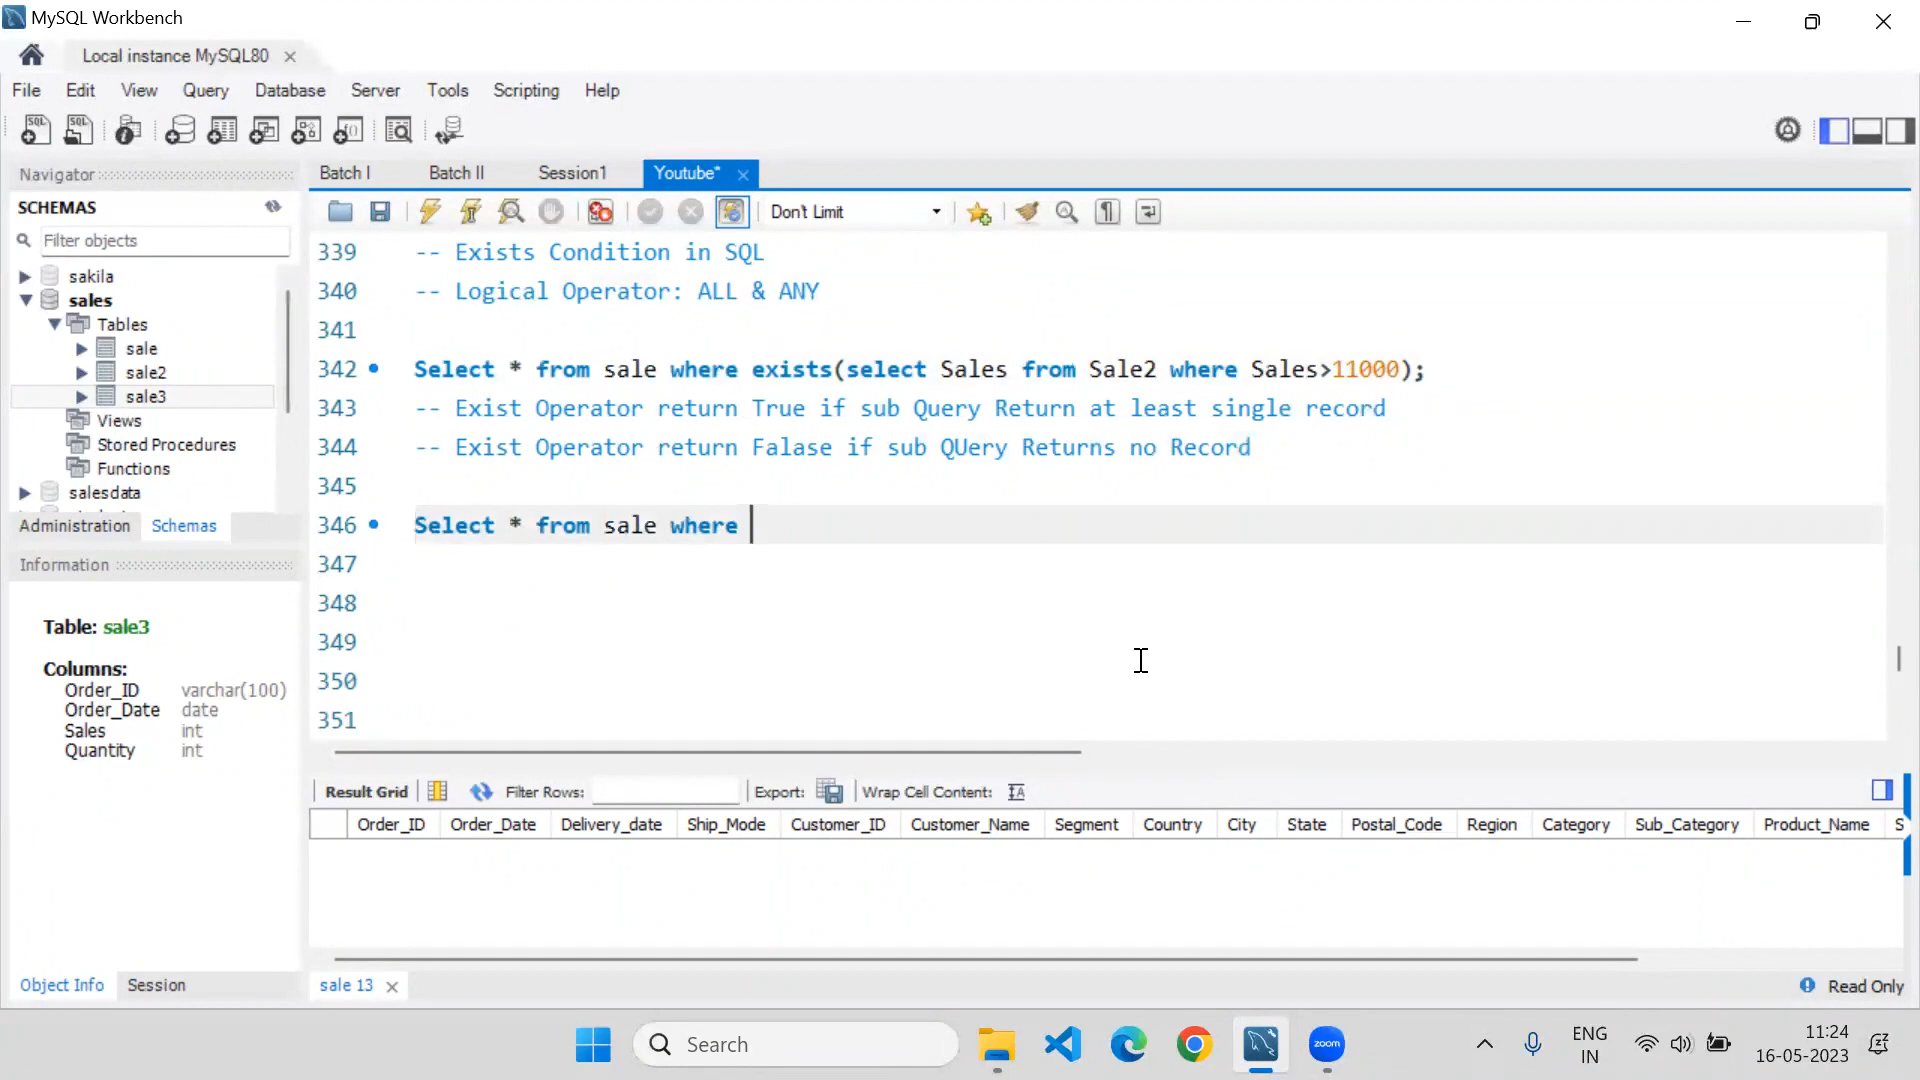 MySQL Workbench
Local instance MySQL80
File Edit View Query Database Server Tools Scripting Help
Navigator
SCHEMAS
Filter objects
sakila
sales
Tables
sale
sale2
sale3
Views
Stored Procedures
Functions
salesdata
Administration Schemas
Information
Table: sale3
Columns:
Order_ID varchar(100)
Order_Date date
Sales int
Quantity int
Object Info Session
Batch I Batch II Session1 Youtube*
Don't Limit
339 -- Exists Condition in SQL
340 -- Logical Operator: ALL & ANY
341
342 Select * from sale where exists(select Sales from Sale2 where Sales>11000);
343 -- Exist Operator return True if sub Query Return at least single record
344 -- Exist Operator return Falase if sub QUery Returns no Record
345
346 Select * from sale where
347
348
349
350
351
Result Grid Filter Rows: Export: Wrap Cell Content:
Order_ID Order_Date Delivery_date Ship_Mode Customer_ID Customer_Name Segment Country City State Postal_Code Region Category Sub_Category Product_Name S
sale 13
Read Only
Search
zoom
ENG
IN
11:24
16-05-2023